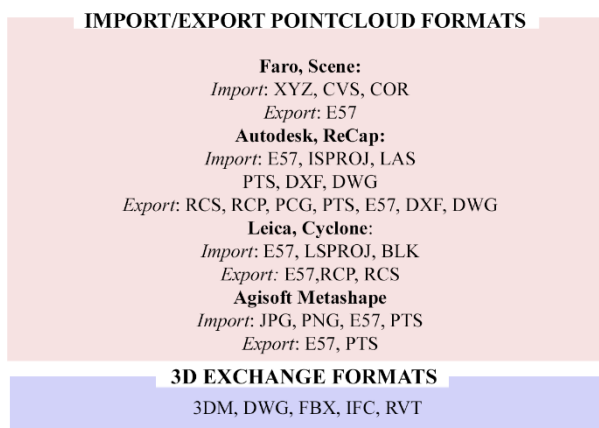 IMPORT/EXPORT POINTCLOUD FORMATS
Faro, Scene:
Import: XYZ, CVS, COR
Export: E57
Autodesk, ReCap:
Import: E57, ISPROJ, LAS
PTS, DXF, DWG
Export: RCS, RCP, PCG, PTS, E57, DXF, DWG
Leica, Cyclone:
Import: E57, LSPROJ, BLK
Export: E57,RCP, RCS
Agisoft Metashape
Import: JPG, PNG, E57, PTS
Export: E57, PTS
3D EXCHANGE FORMATS
3DM, DWG, FBX, IFC, RVT